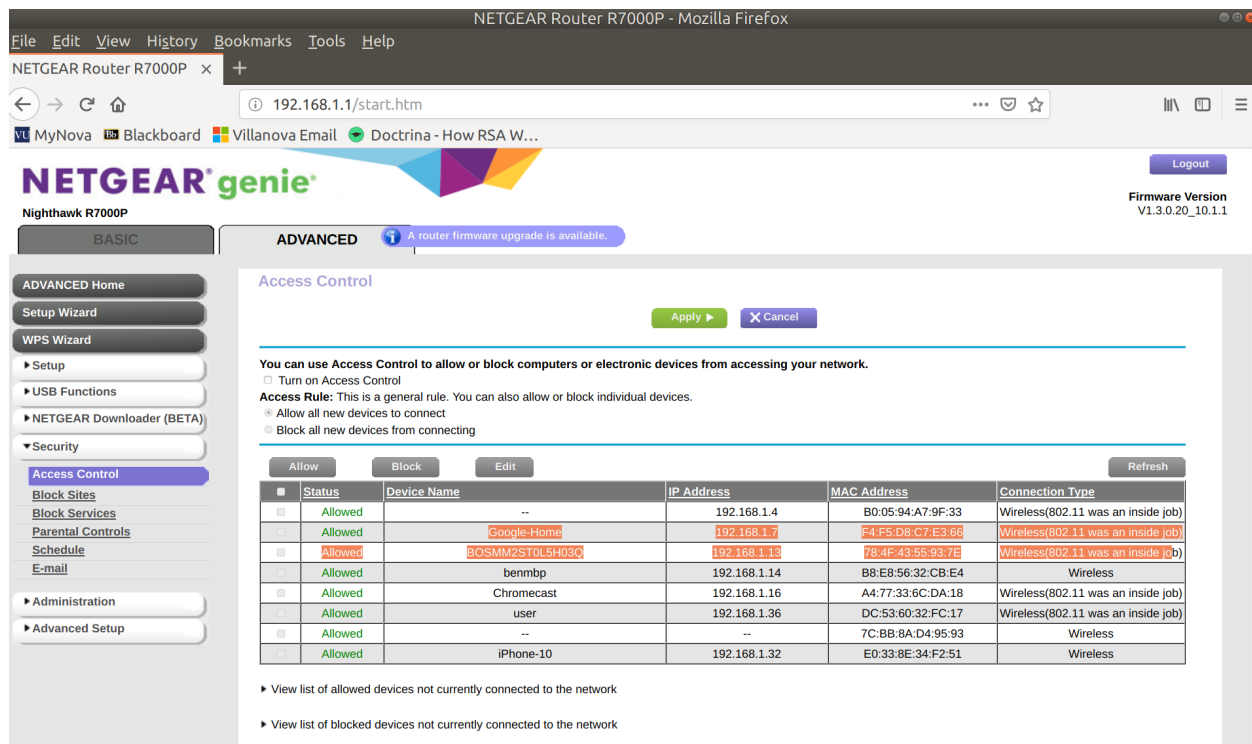 NETGEAR Router R7000P - Mozilla Firefox
File Edit View History Bookmarks Tools Help
NETGEAR Router R7000P × +
192.168.1.1/start.htm
MyNova Blackboard Villanova Email Doctrina - How RSA W…
NETGEAR® genie®
Logout
Nighthawk R7000P
Firmware Version
V1.3.0.20_10.1.1
BASIC
ADVANCED
A router firmware upgrade is available.
ADVANCED Home
Setup Wizard
WPS Wizard
Setup
USB Functions
NETGEAR Downloader (BETA)
Security
Access Control
Block Sites
Block Services
Parental Controls
Schedule
E-mail
Administration
Advanced Setup
Access Control
Apply Cancel
You can use Access Control to allow or block computers or electronic devices from accessing your network.
Turn on Access Control
Access Rule: This is a general rule. You can also allow or block individual devices.
Allow all new devices to connect
Block all new devices from connecting
Allow Block Edit Refresh
Status Device Name IP Address MAC Address Connection Type
Allowed -- 192.168.1.4 B0:05:94:A7:9F:33 Wireless(802.11 was an inside job)
Allowed Google-Home 192.168.1.7 F4:F5:D8:C7:E3:66 Wireless(802.11 was an inside job)
Allowed BOSMM2ST0L5H03Q 192.168.1.13 78:4F:43:55:93:7E Wireless(802.11 was an inside job)
Allowed benmbp 192.168.1.14 B8:E8:56:32:CB:E4 Wireless
Allowed Chromecast 192.168.1.16 A4:77:33:6C:DA:18 Wireless(802.11 was an inside job)
Allowed user 192.168.1.36 DC:53:60:32:FC:17 Wireless(802.11 was an inside job)
Allowed -- -- 7C:BB:8A:D4:95:93 Wireless
Allowed iPhone-10 192.168.1.32 E0:33:8E:34:F2:51 Wireless
View list of allowed devices not currently connected to the network
View list of blocked devices not currently connected to the network